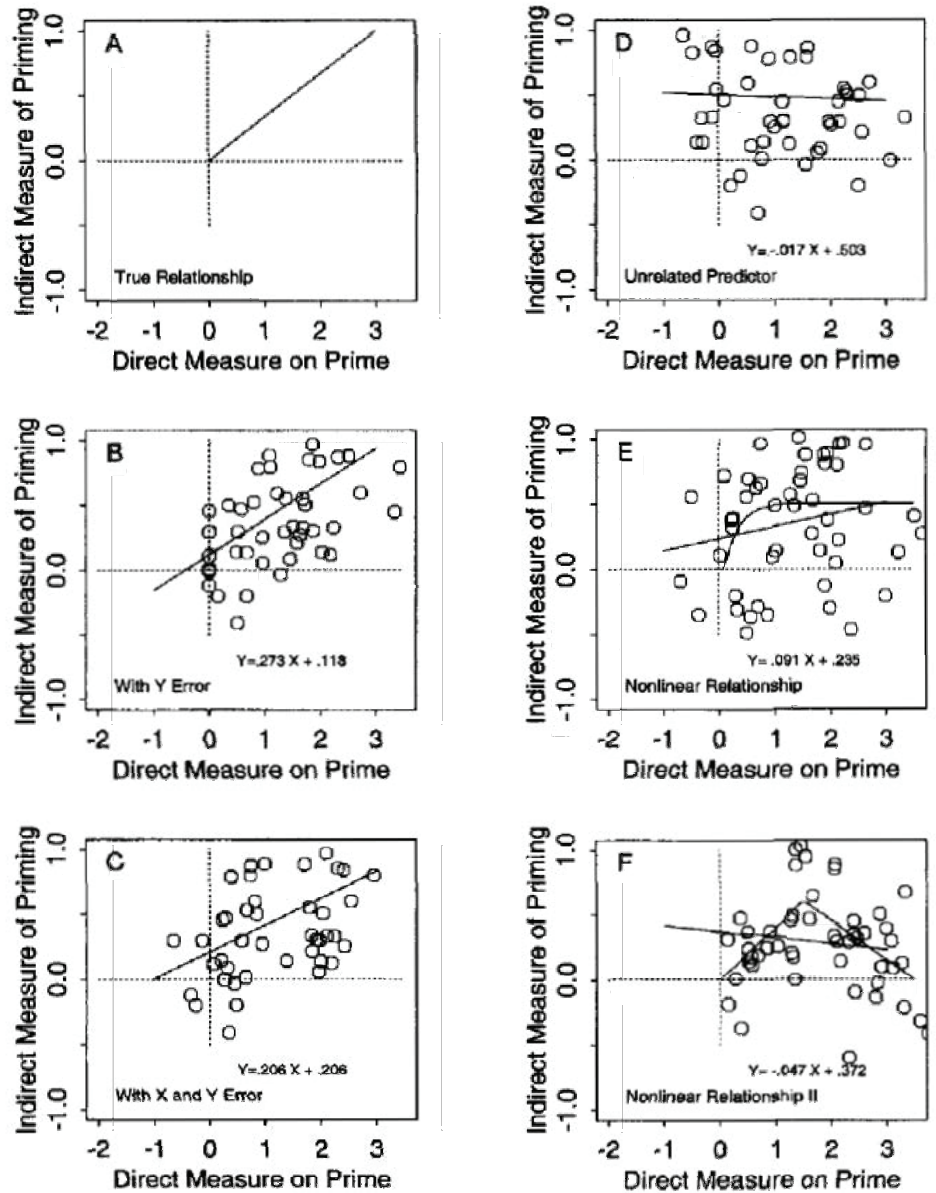 A
Indirect Measure of Priming
1.0
0.0
-1.0
True Relationship
-2 -1 0 1 2 3
Direct Measure on Prime
D
Indirect Measure of Priming
1.0
0.0
-1.0
Y=-.017 X + .503
Unrelated Predictor
-2 -1 0 1 2 3
Direct Measure on Prime
B
Indirect Measure of Priming
1.0
0.0
-1.0
Y=.273 X + .118
With Y Error
-2 -1 0 1 2 3
Direct Measure on Prime
E
Indirect Measure of Priming
1.0
0.0
-1.0
Y= .091 X + .235
Nonlinear Relationship
-2 -1 0 1 2 3
Direct Measure on Prime
C
Indirect Measure of Priming
1.0
0.0
-1.0
Y=.206 X + .206
With X and Y Error
-2 -1 0 1 2 3
Direct Measure on Prime
F
Indirect Measure of Priming
1.0
0.0
-1.0
Y= -.047 X + .372
Nonlinear Relationship II
-2 -1 0 1 2 3
Direct Measure on Prime